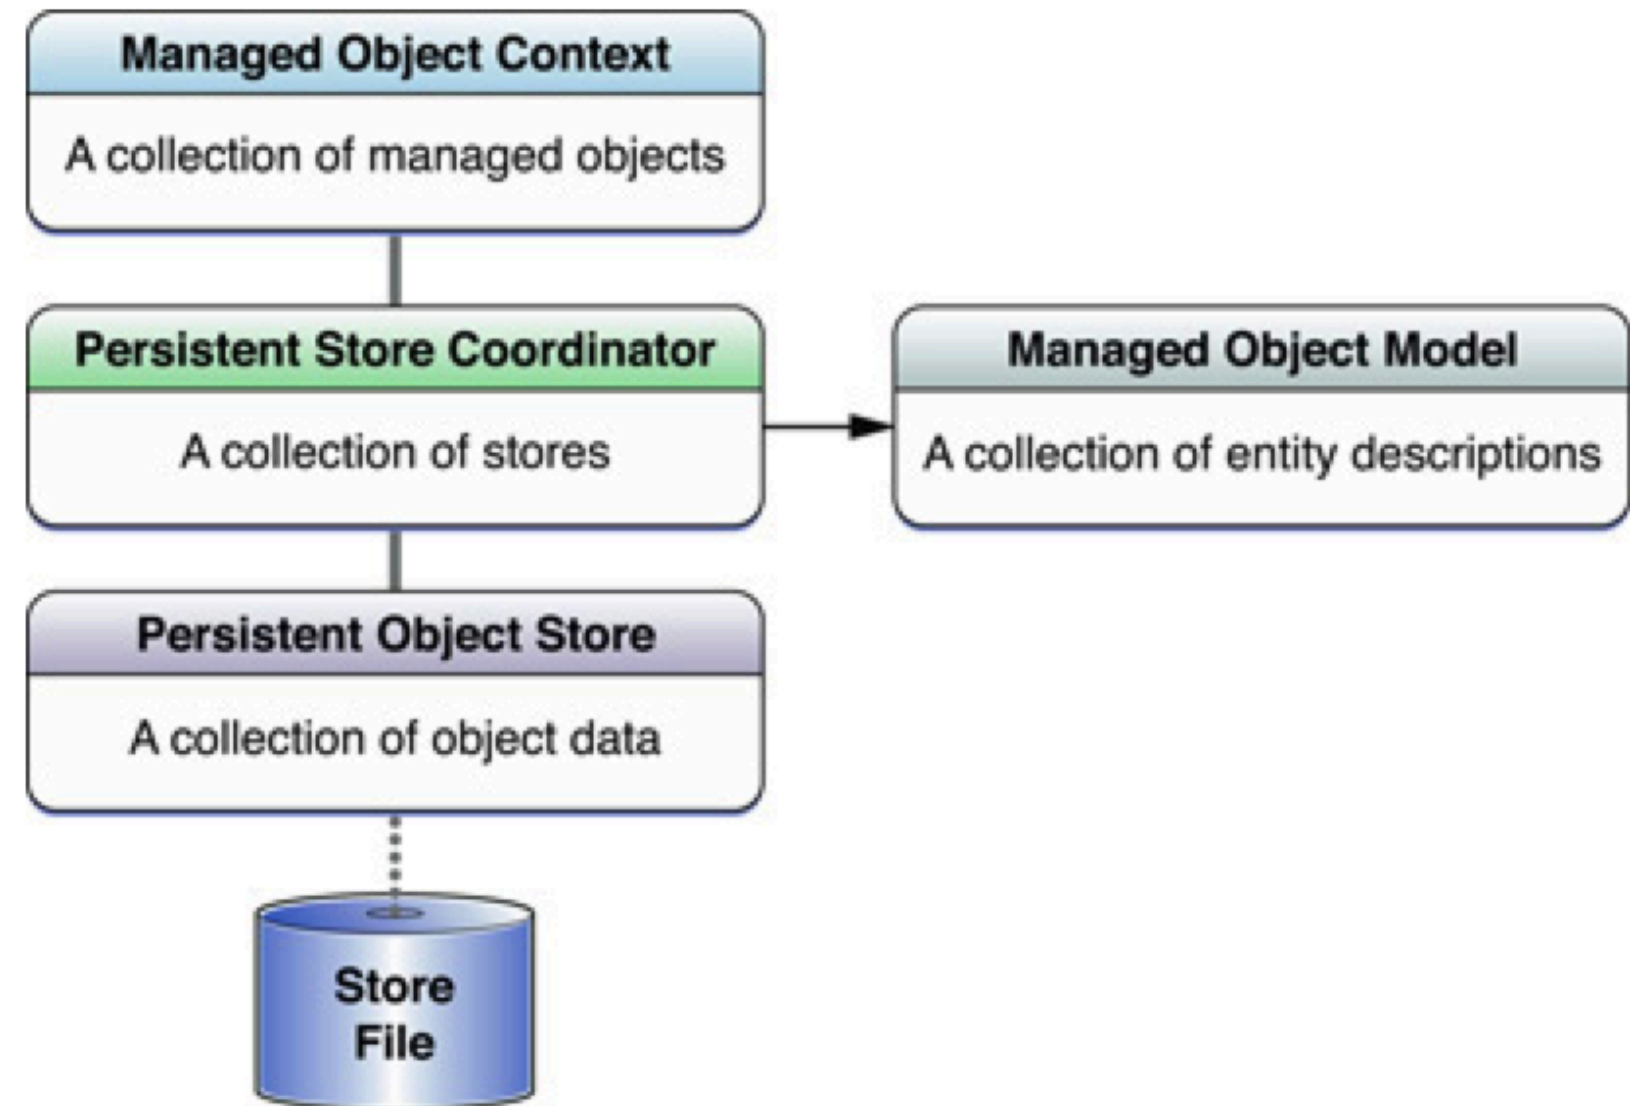 Managed Object Context
A collection of managed objects
Persistent Store Coordinator
A collection of stores
Managed Object Model
A collection of entity descriptions
Persistent Object Store
A collection of object data
Store
File